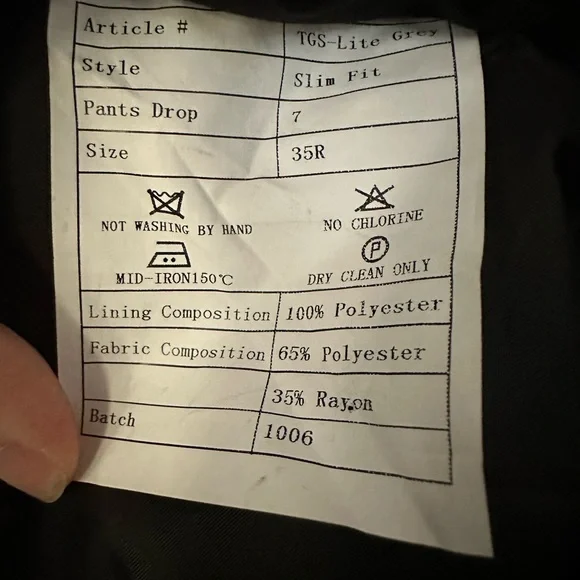 Article # TGS-Lite Grey
Style Slim Fit
Pants Drop 7
Size 35R
NOT WASHING BY HAND NO CHLORINE
P
MID-IRON150℃ DRY CLEAN ONLY
Lining Composition 100% Polyester
Fabric Composition 65% Polyester
35% Rayon
Batch 1006